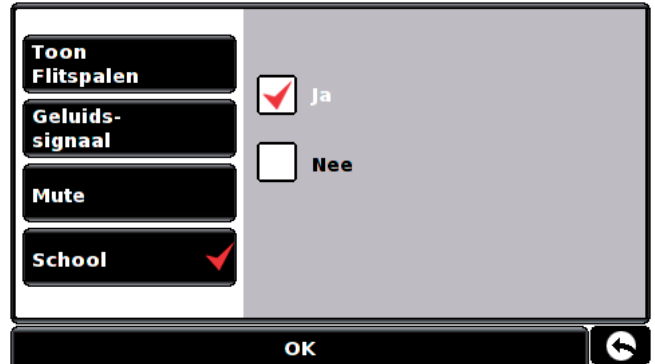 Toon
Flitspalen
Geluids-
signaal
Mute
School
Ja
Nee
OK